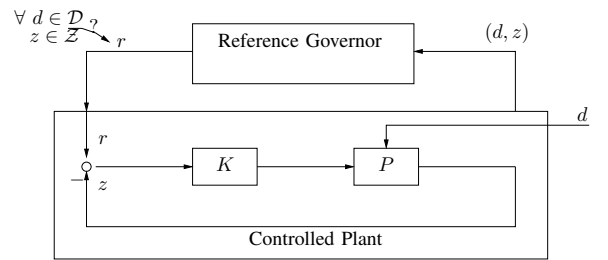 ∀ d ∈ 𝒟
z ∈ 𝒵 ? r
Reference Governor
(d, z)
d
r
K
P
− z
Controlled Plant